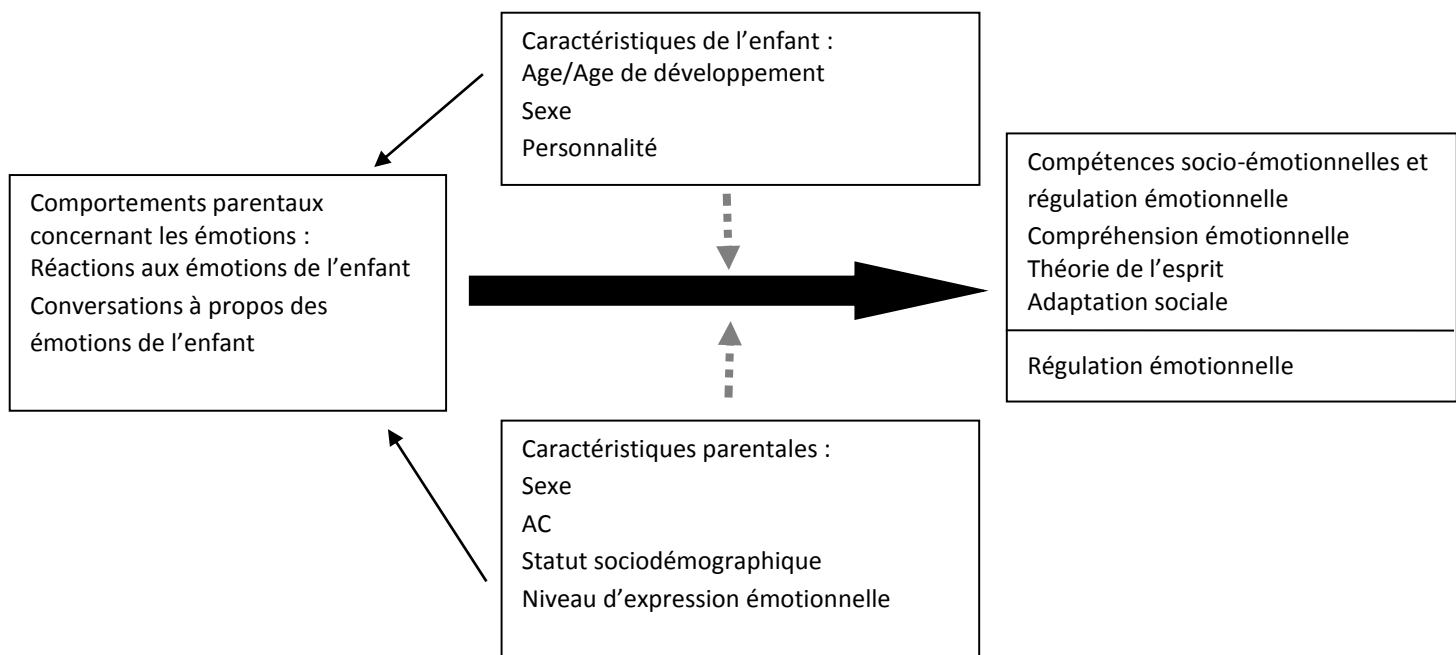 Caractéristiques de l’enfant :
Age/Age de développement
Sexe
Personnalité
Comportements parentaux
concernant les émotions :
Réactions aux émotions de l’enfant
Conversations à propos des
émotions de l’enfant
Compétences socio-émotionnelles et
régulation émotionnelle
Compréhension émotionnelle
Théorie de l’esprit
Adaptation sociale
Régulation émotionnelle
Caractéristiques parentales :
Sexe
AC
Statut sociodémographique
Niveau d’expression émotionnelle